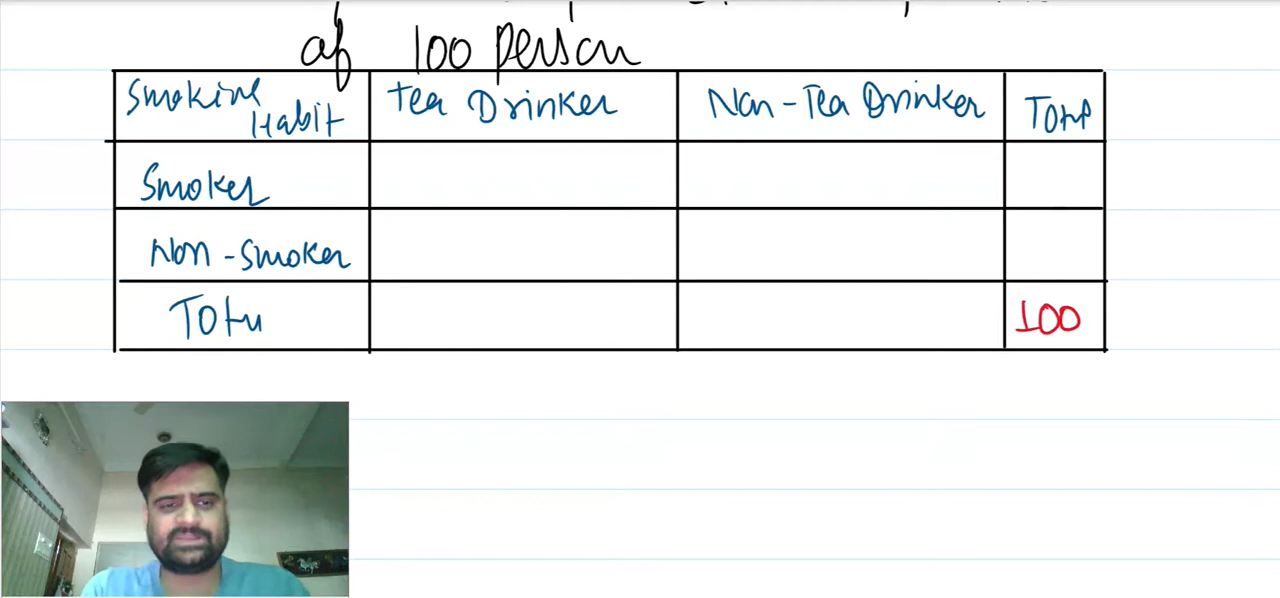 of 100 person
Smoking Habit Tea Drinker Non-Tea Drinker Total
Smoker
Non-smoker
Total 100